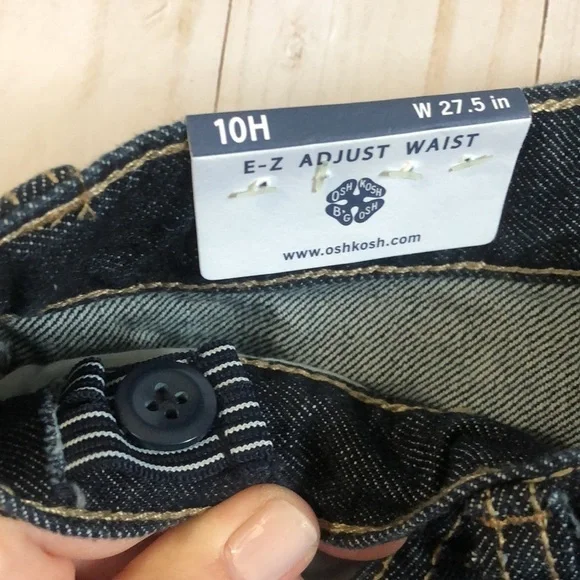 10H W 27.5 in
E-Z ADJUST WAIST
OSH KOSH
B'GOSH
www.oshkosh.com